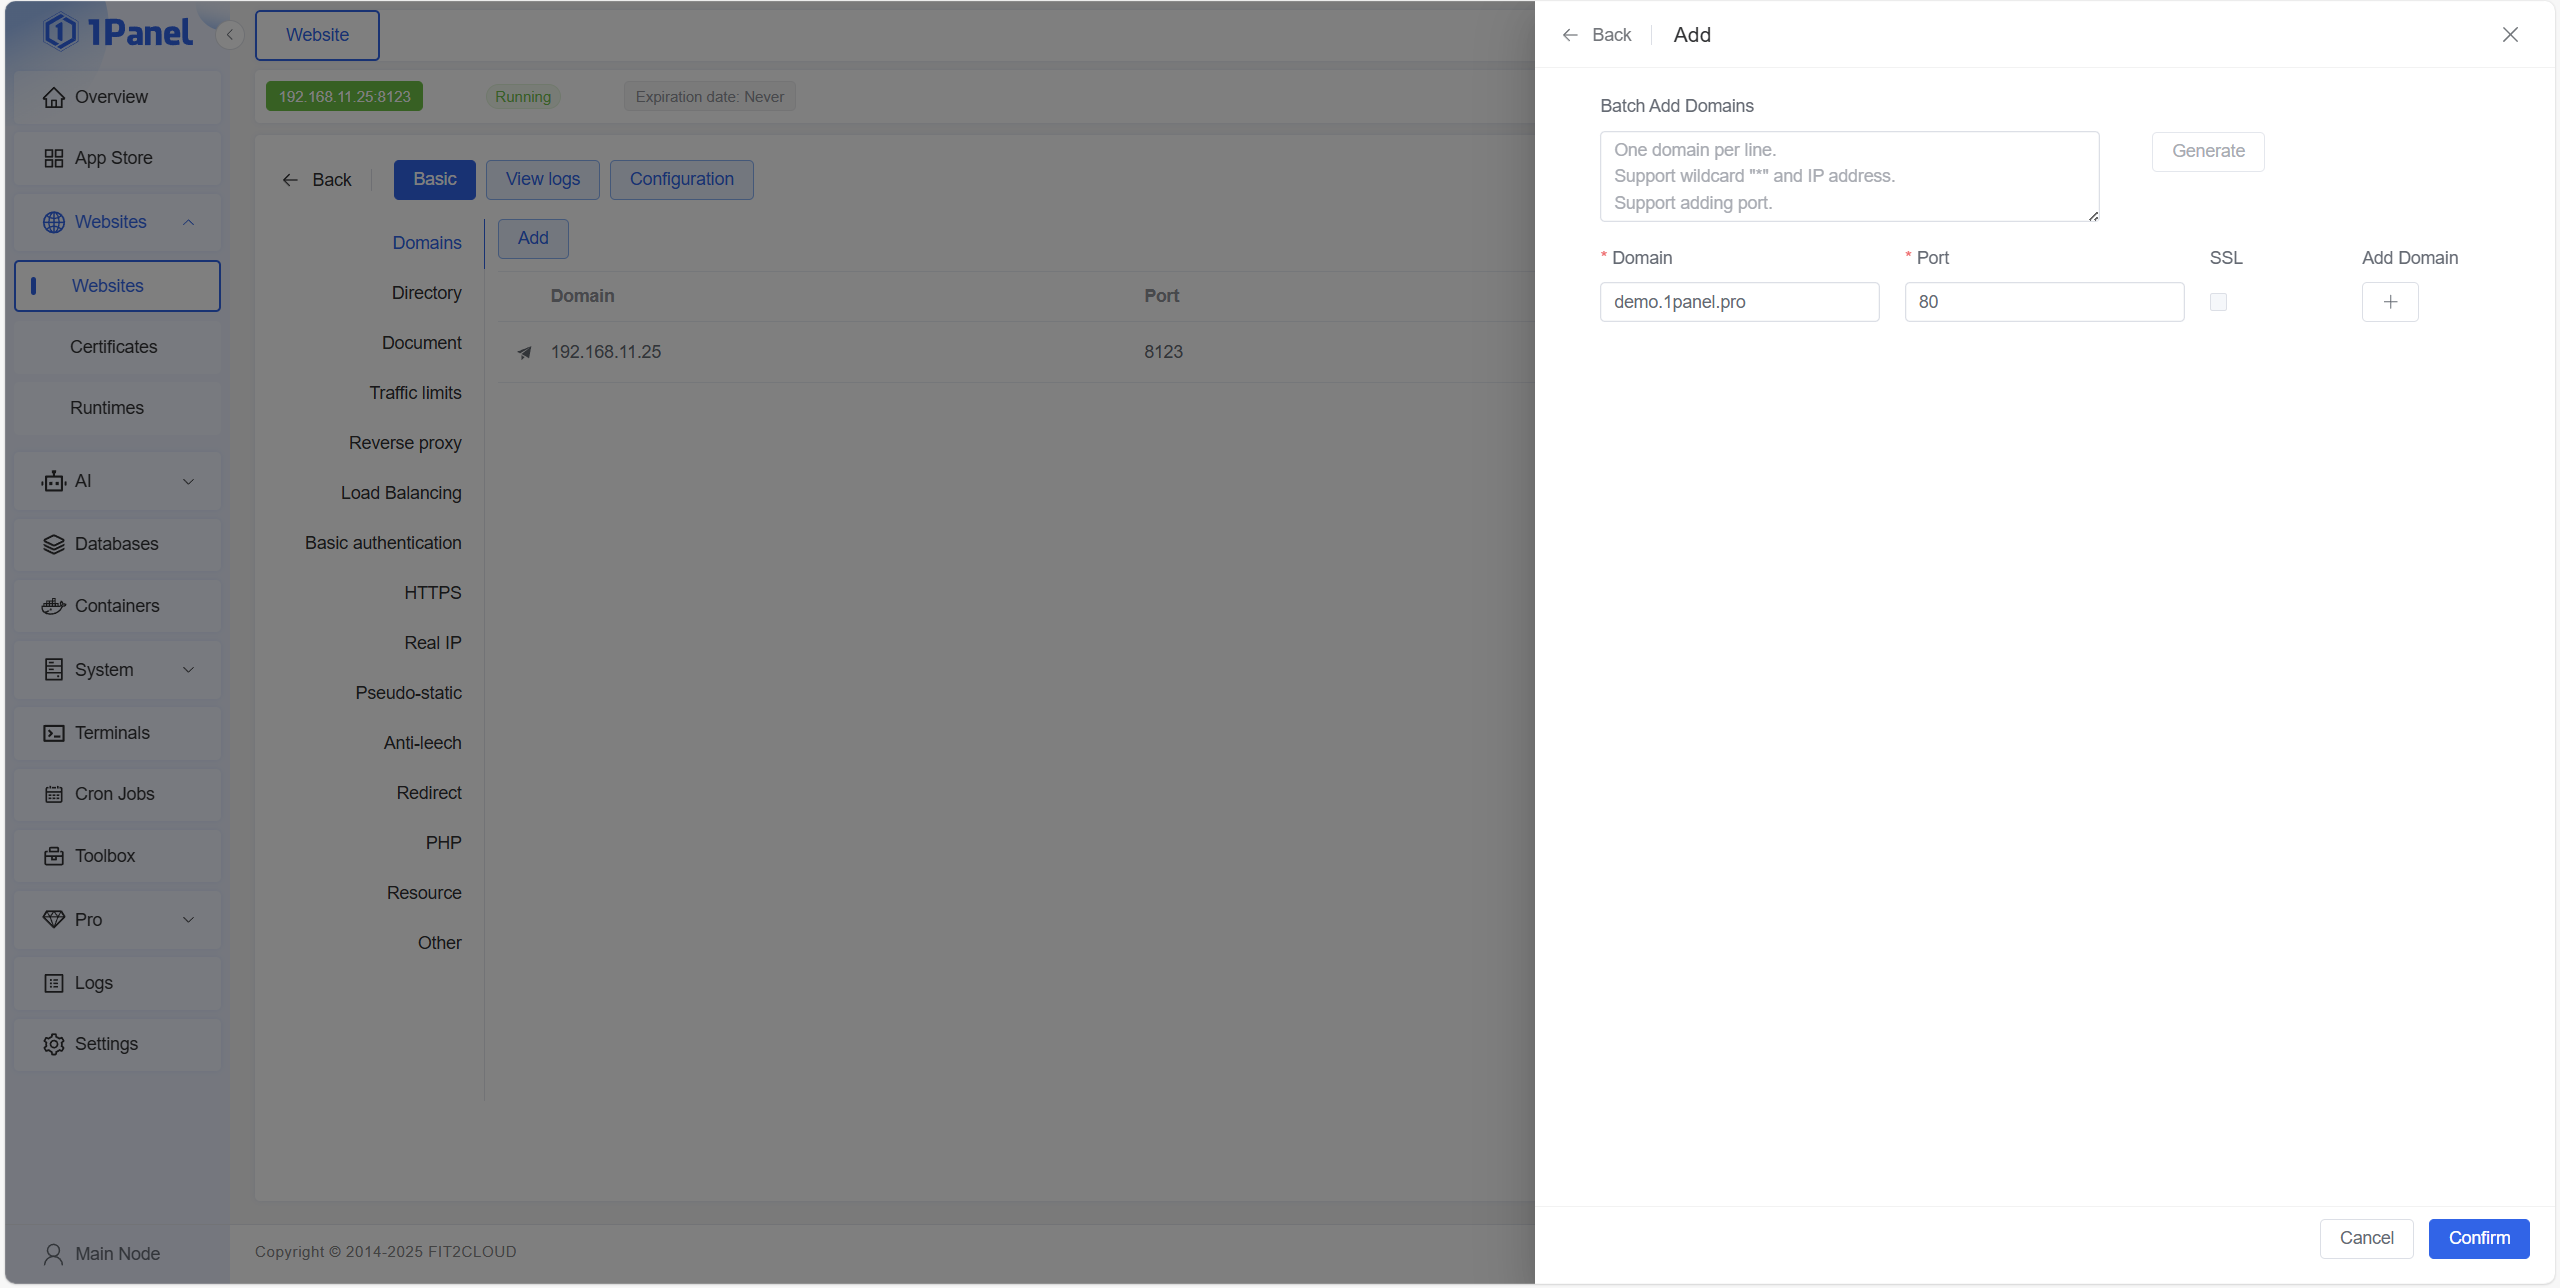 1Panel
Overview
App Store
Websites
Websites
Certificates
Runtimes
AI
Databases
Containers
System
Terminals
Cron Jobs
Toolbox
Pro
Logs
Settings
Main Node
Website
192.168.11.25:8123
Running
Expiration date: Never
Back
Basic
View logs
Configuration
Domains
Directory
Document
Traffic limits
Reverse proxy
Load Balancing
Basic authentication
HTTPS
Real IP
Pseudo-static
Anti-leech
Redirect
PHP
Resource
Other
Add
Domain Port
192.168.11.25 8123
Copyright © 2014-2025 FIT2CLOUD
Back
Add
Batch Add Domains
One domain per line.
Support wildcard "*" and IP address.
Support adding port.
Generate
* Domain * Port SSL Add Domain
demo.1panel.pro 80
Cancel
Confirm